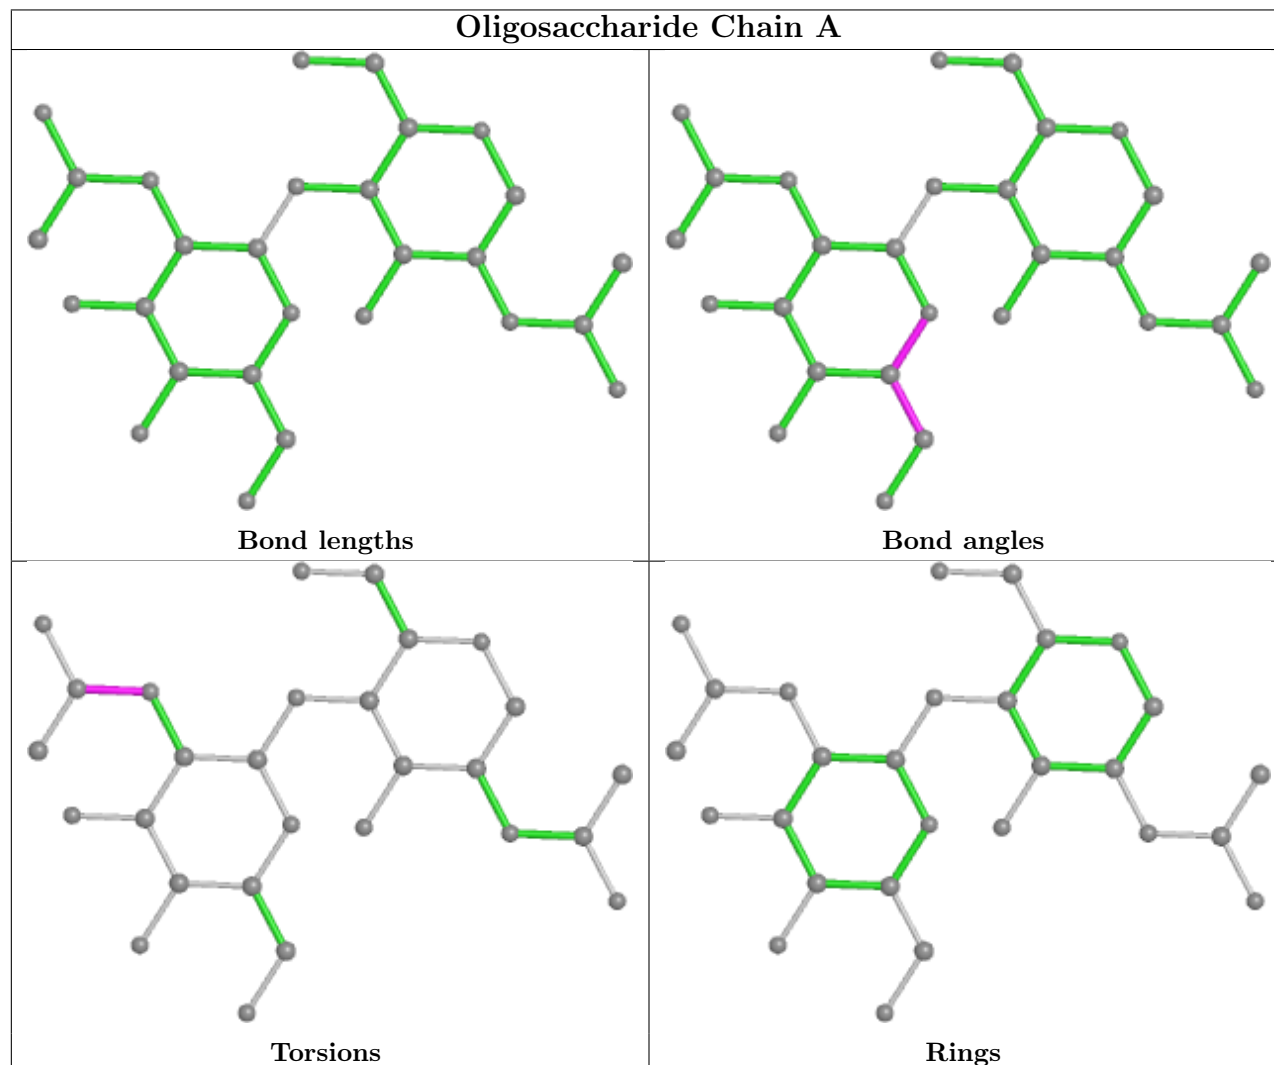 Oligosaccharide Chain A
Bond lengths
Bond angles
Torsions
Rings